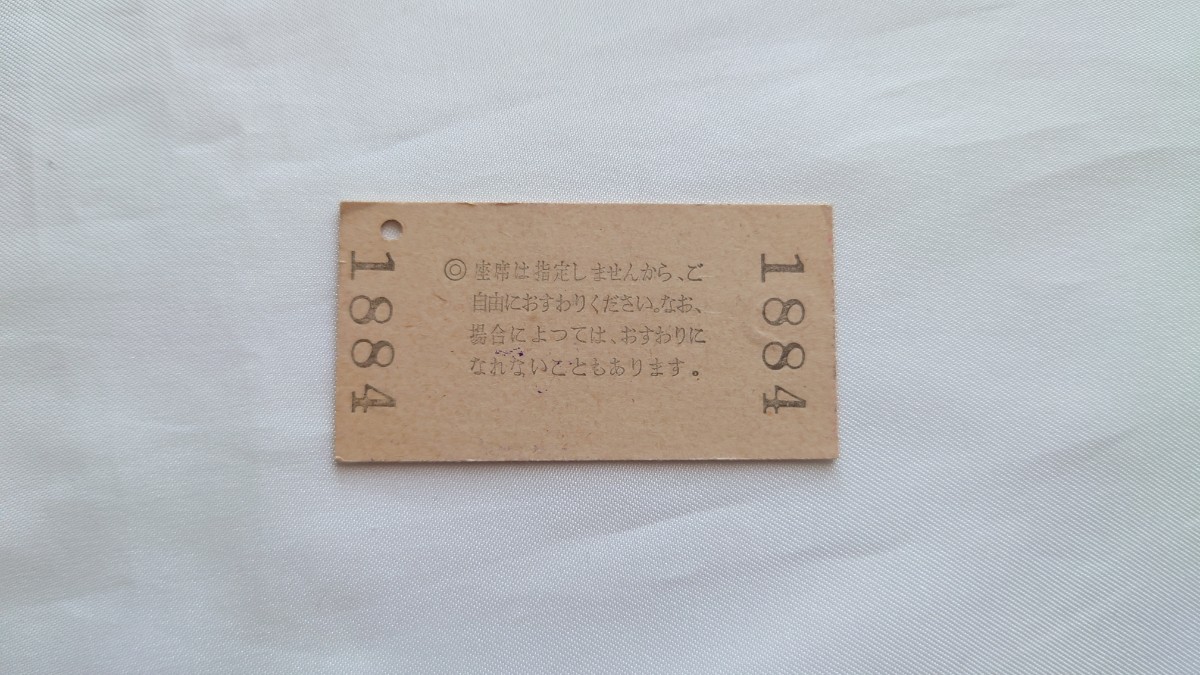 1884
◎座席は指定しませんから、ご
自由におすわりください。なお、
場合によつては、おすわりに
なれないこともあります。
1884